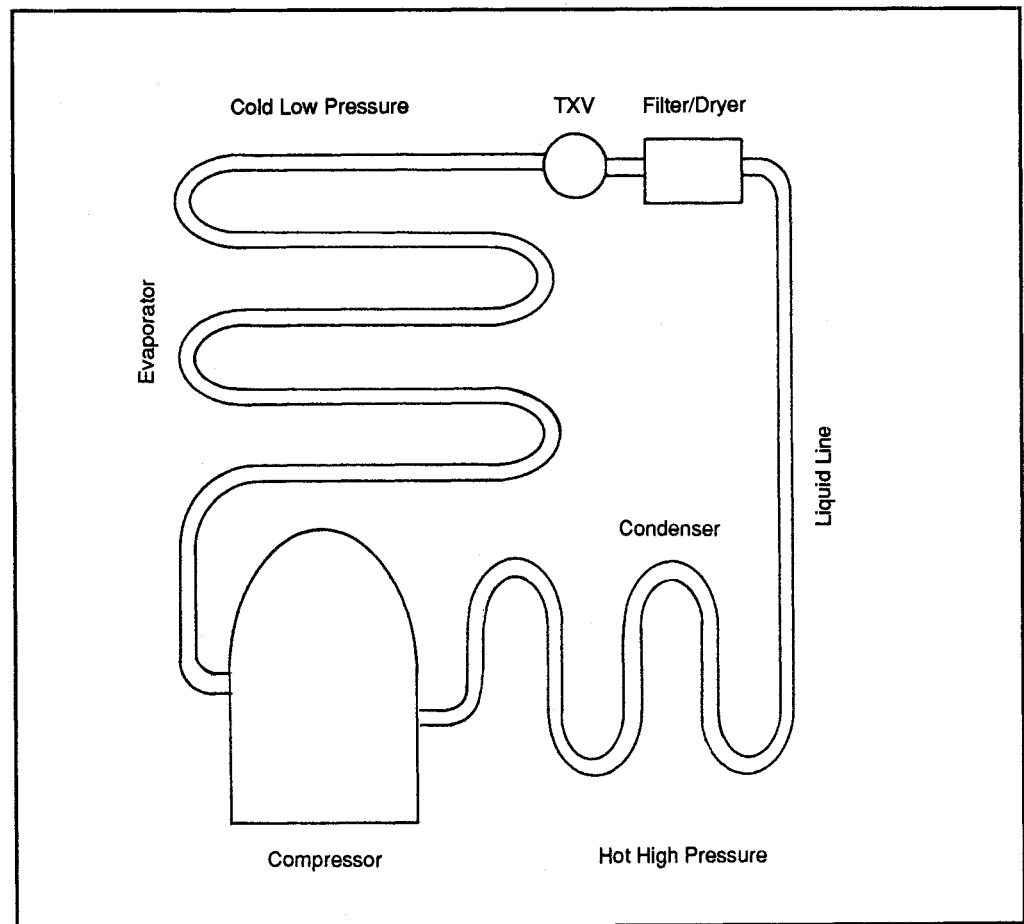 Cold Low Pressure
TXV
Filter/Dryer
Evaporator
Liquid Line
Condenser
Compressor
Hot High Pressure